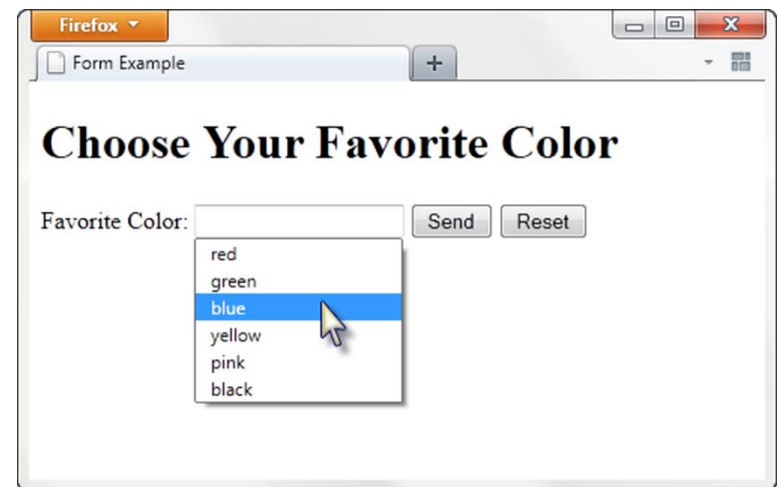 Firefox
Form Example
Choose Your Favorite Color
Favorite Color: Send Reset
red
green
blue
yellow
pink
black